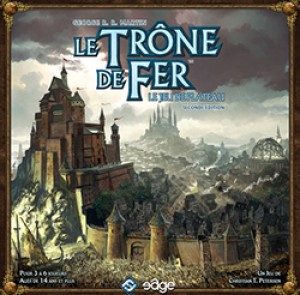 GEORGE R. R. MARTIN
LE TRÔNE
DE FER
LE JEU DE PLATEAU
SECONDE ÉDITION
POUR 3 À 6 JOUEURS
ÂGÉS DE 14 ANS ET PLUS
UN JEU DE
CHRISTIAN T. PETERSEN
edge